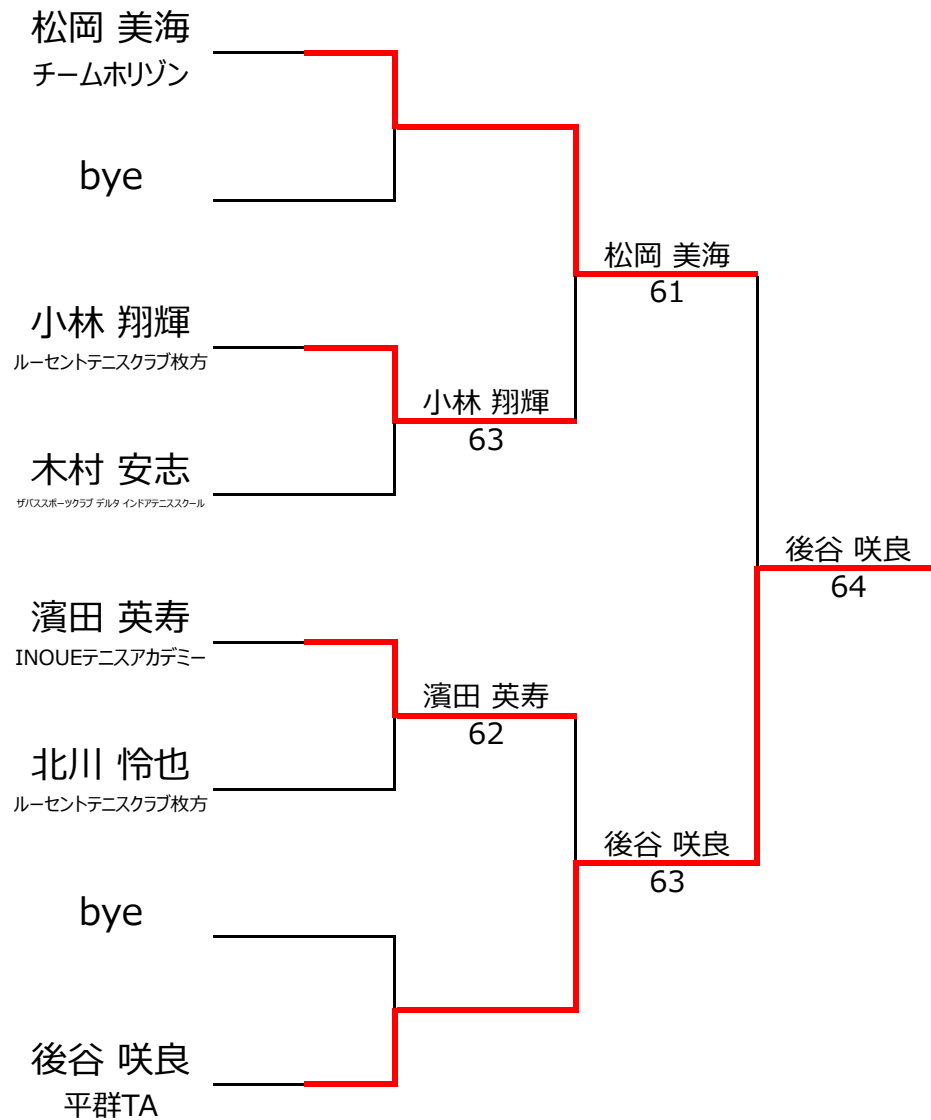 松岡 美海
チームホリゾン
bye
松岡 美海
61
小林 翔輝
ルーセントテニスクラブ枚方
小林 翔輝
63
木村 安志
ザバススポーツクラブ デルタ インドアテニススクール
後谷 咲良
64
濱田 英寿
INOUEテニスアカデミー
濱田 英寿
62
北川 怜也
ルーセントテニスクラブ枚方
後谷 咲良
63
bye
後谷 咲良
平群TA